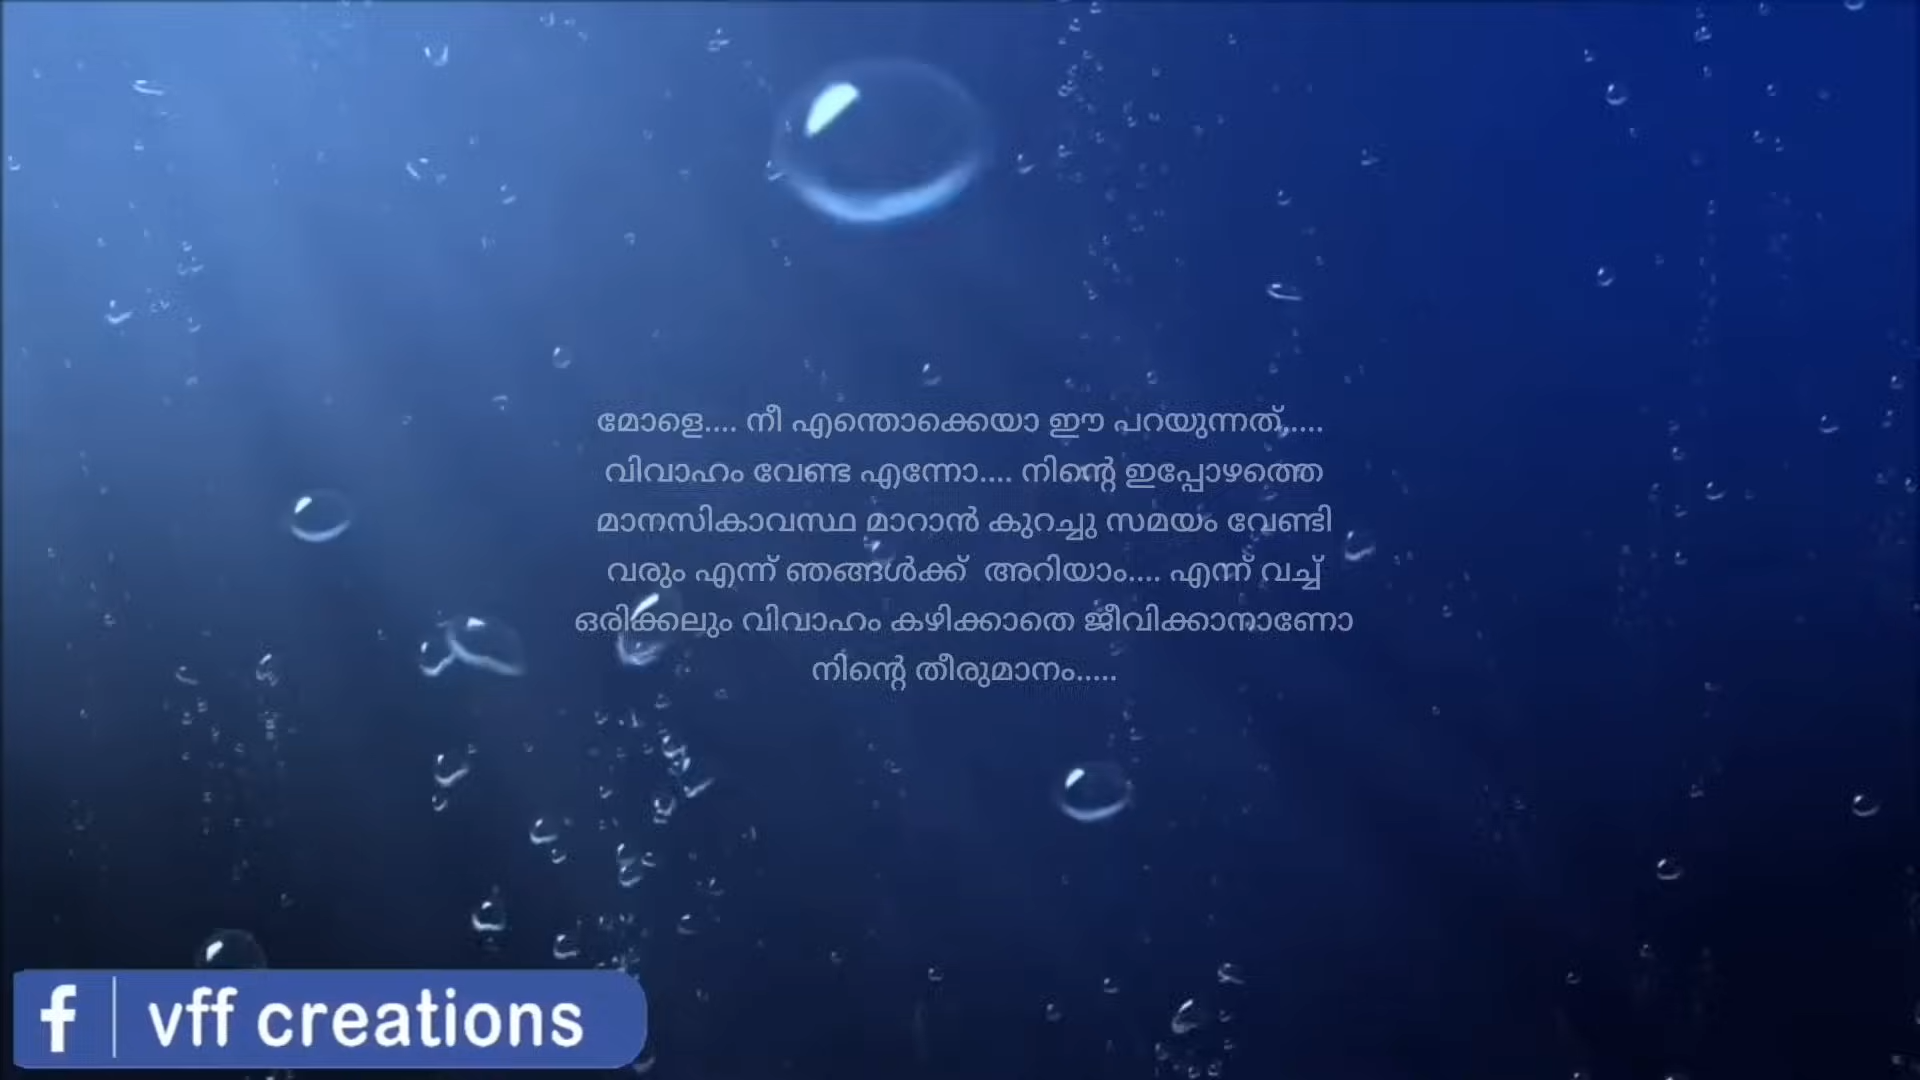 മോളെ.... നീ എന്തൊക്കെയാ ഈ പറയുന്നത്.....
വിവാഹം വേണ്ട എന്നോ.... നിന്റെ ഇപ്പോഴത്തെ
മാനസികാവസ്ഥ മാറാൻ കുറച്ചു സമയം വേണ്ടി
വരും എന്ന് ഞങ്ങൾക്ക്  അറിയാം.... എന്ന് വച്ച്
ഒരിക്കലും വിവാഹം കഴിക്കാതെ ജീവിക്കാനാണോ
നിന്റെ തീരുമാനം.....
f vff creations